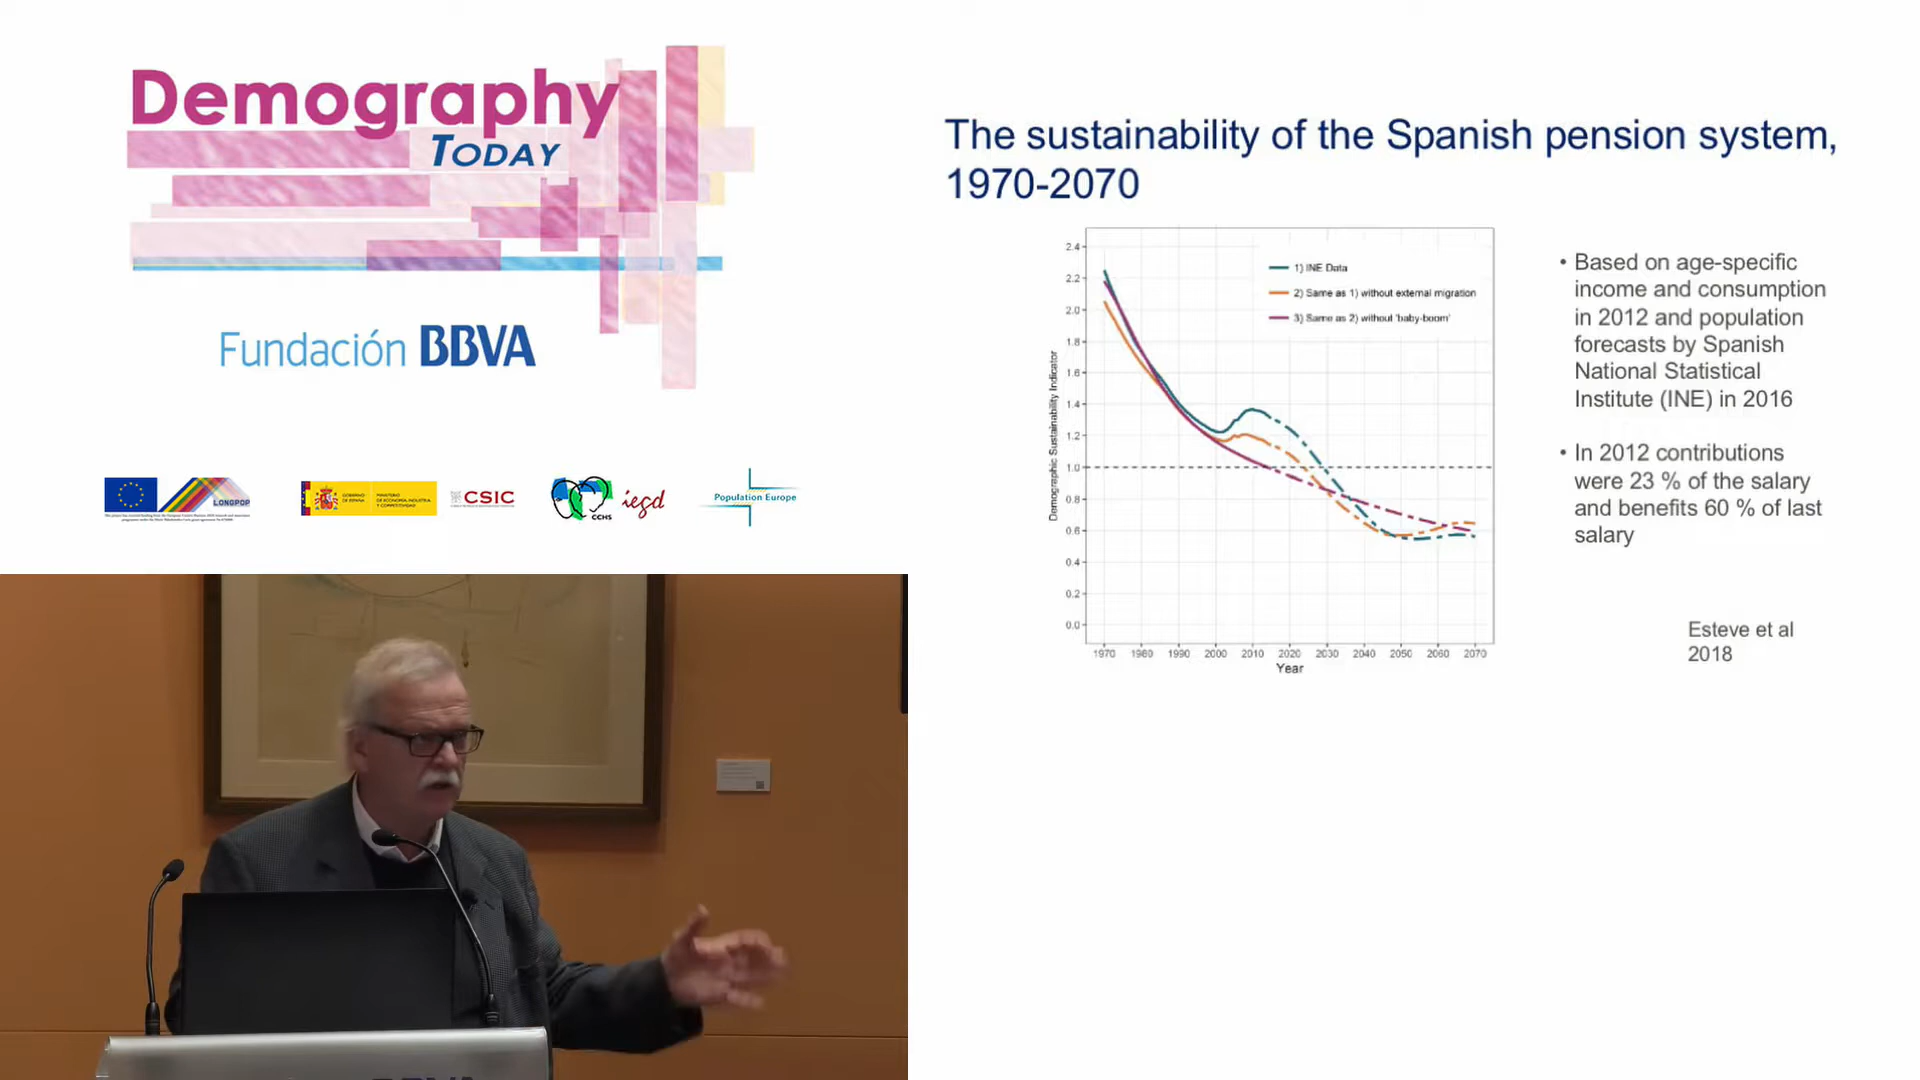 Demography
TODAY
Fundación BBVA
LONGPOP
CSIC
CCHS
iegd
Population Europe
The sustainability of the Spanish pension system,
1970-2070
1) INE Data
2) Same as 1) without external migration
3) Same as 2) without 'baby-boom'
Demographic Sustainability Indicator
2.4
2.2
2.0
1.8
1.6
1.4
1.2
1.0
0.8
0.6
0.4
0.2
0.0
1970 1980 1990 2000 2010 2020 2030 2040 2050 2060 2070
Year
• Based on age-specific
income and consumption
in 2012 and population
forecasts by Spanish
National Statistical
Institute (INE) in 2016
• In 2012 contributions
were 23 % of the salary
and benefits 60 % of last
salary
Esteve et al
2018